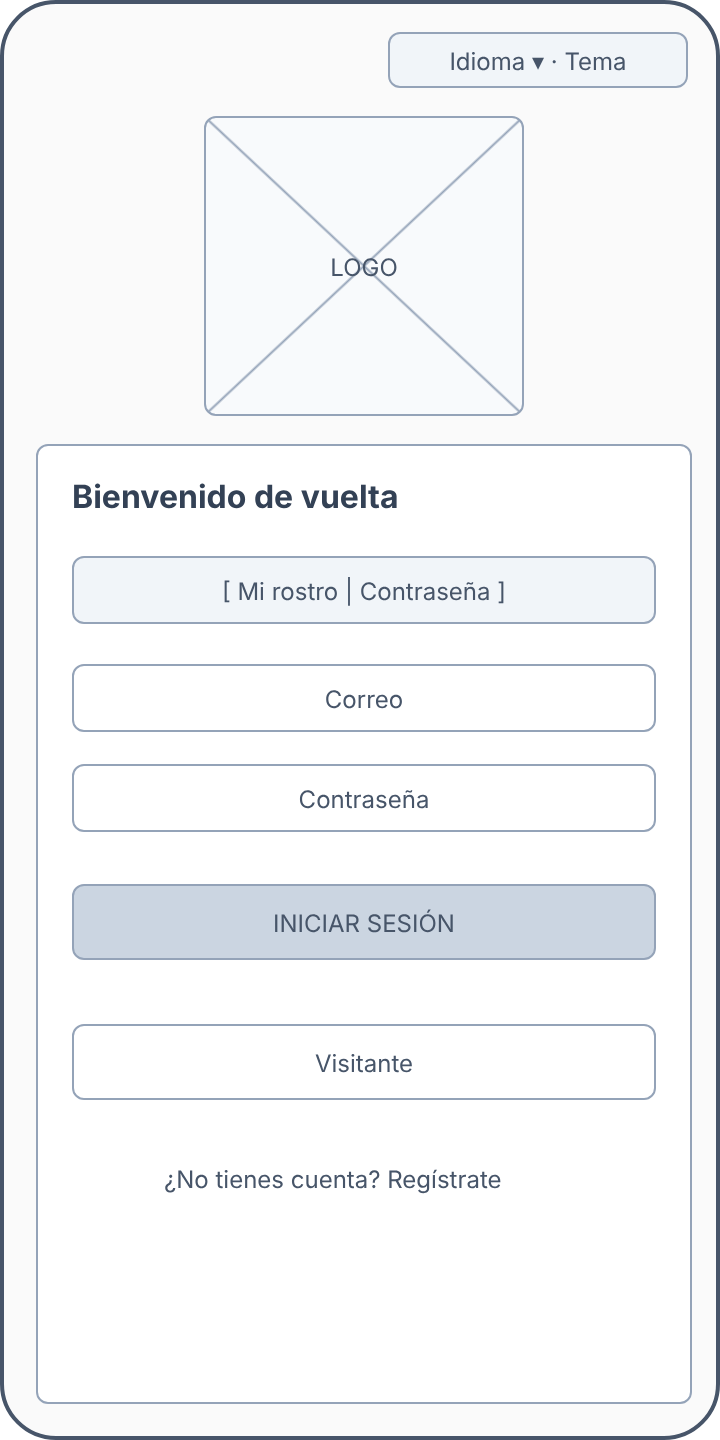 Idioma ▾ · Tema
LOGO
Bienvenido de vuelta
[ Mi rostro | Contraseña ]
Correo
Contraseña
INICIAR SESIÓN
Visitante
¿No tienes cuenta? Regístrate